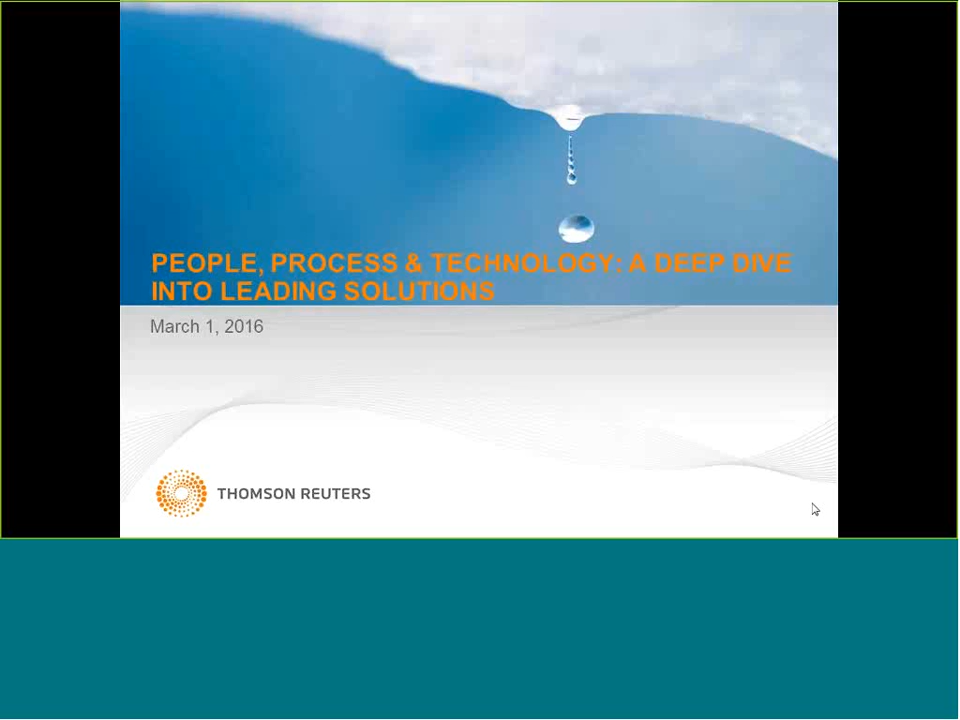 PEOPLE, PROCESS & TECHNOLOGY: A DEEP DIVE
INTO LEADING SOLUTIONS
March 1, 2016
THOMSON REUTERS